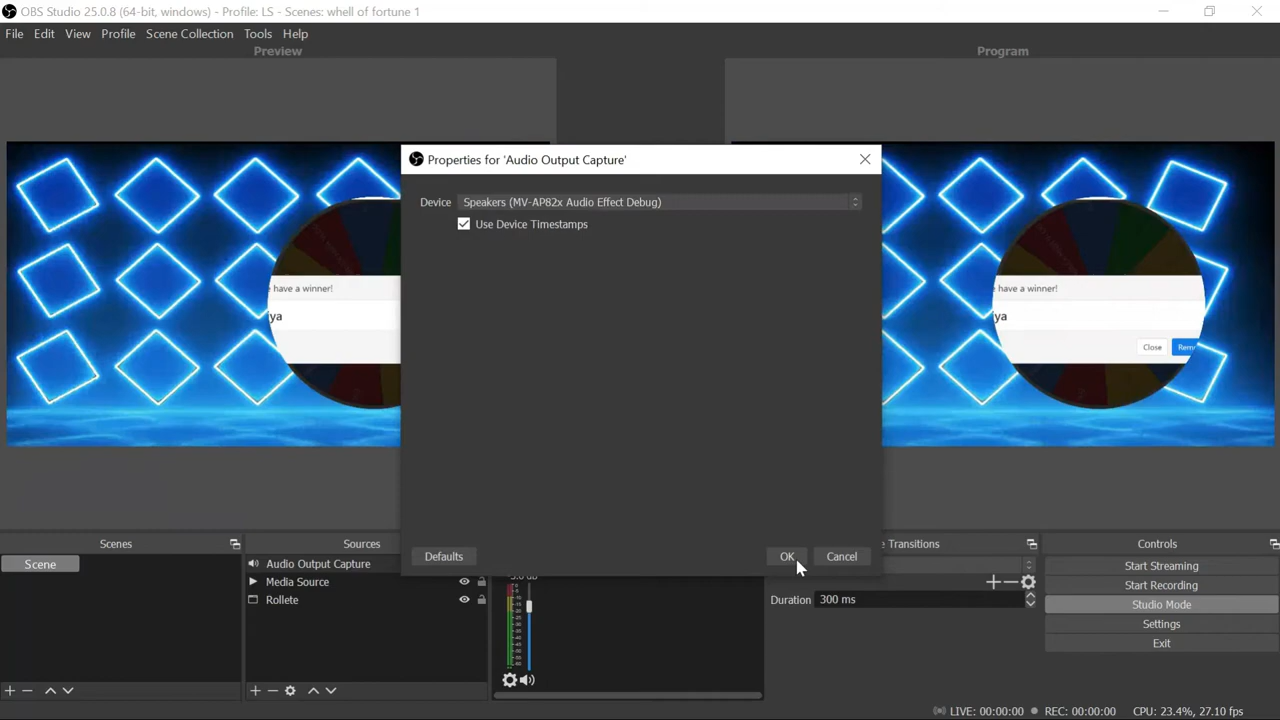 OBS Studio 25.0.8 (64-bit, windows) - Profile: LS - Scenes: whell of fortune 1
File Edit View Profile Scene Collection Tools Help
Preview Program
Properties for 'Audio Output Capture'
Device Speakers (MV-AP82x Audio Effect Debug)
Use Device Timestamps
have a winner!
ya
e have a winner!
ya
Close Rem
Defaults OK Cancel
Scenes Sources e Transitions Controls
Scene
Audio Output Capture
Media Source
Rollete
Duration 300 ms
Start Streaming
Start Recording
Studio Mode
Settings
Exit
LIVE: 00:00:00 REC: 00:00:00 CPU: 23.4%, 27.10 fps